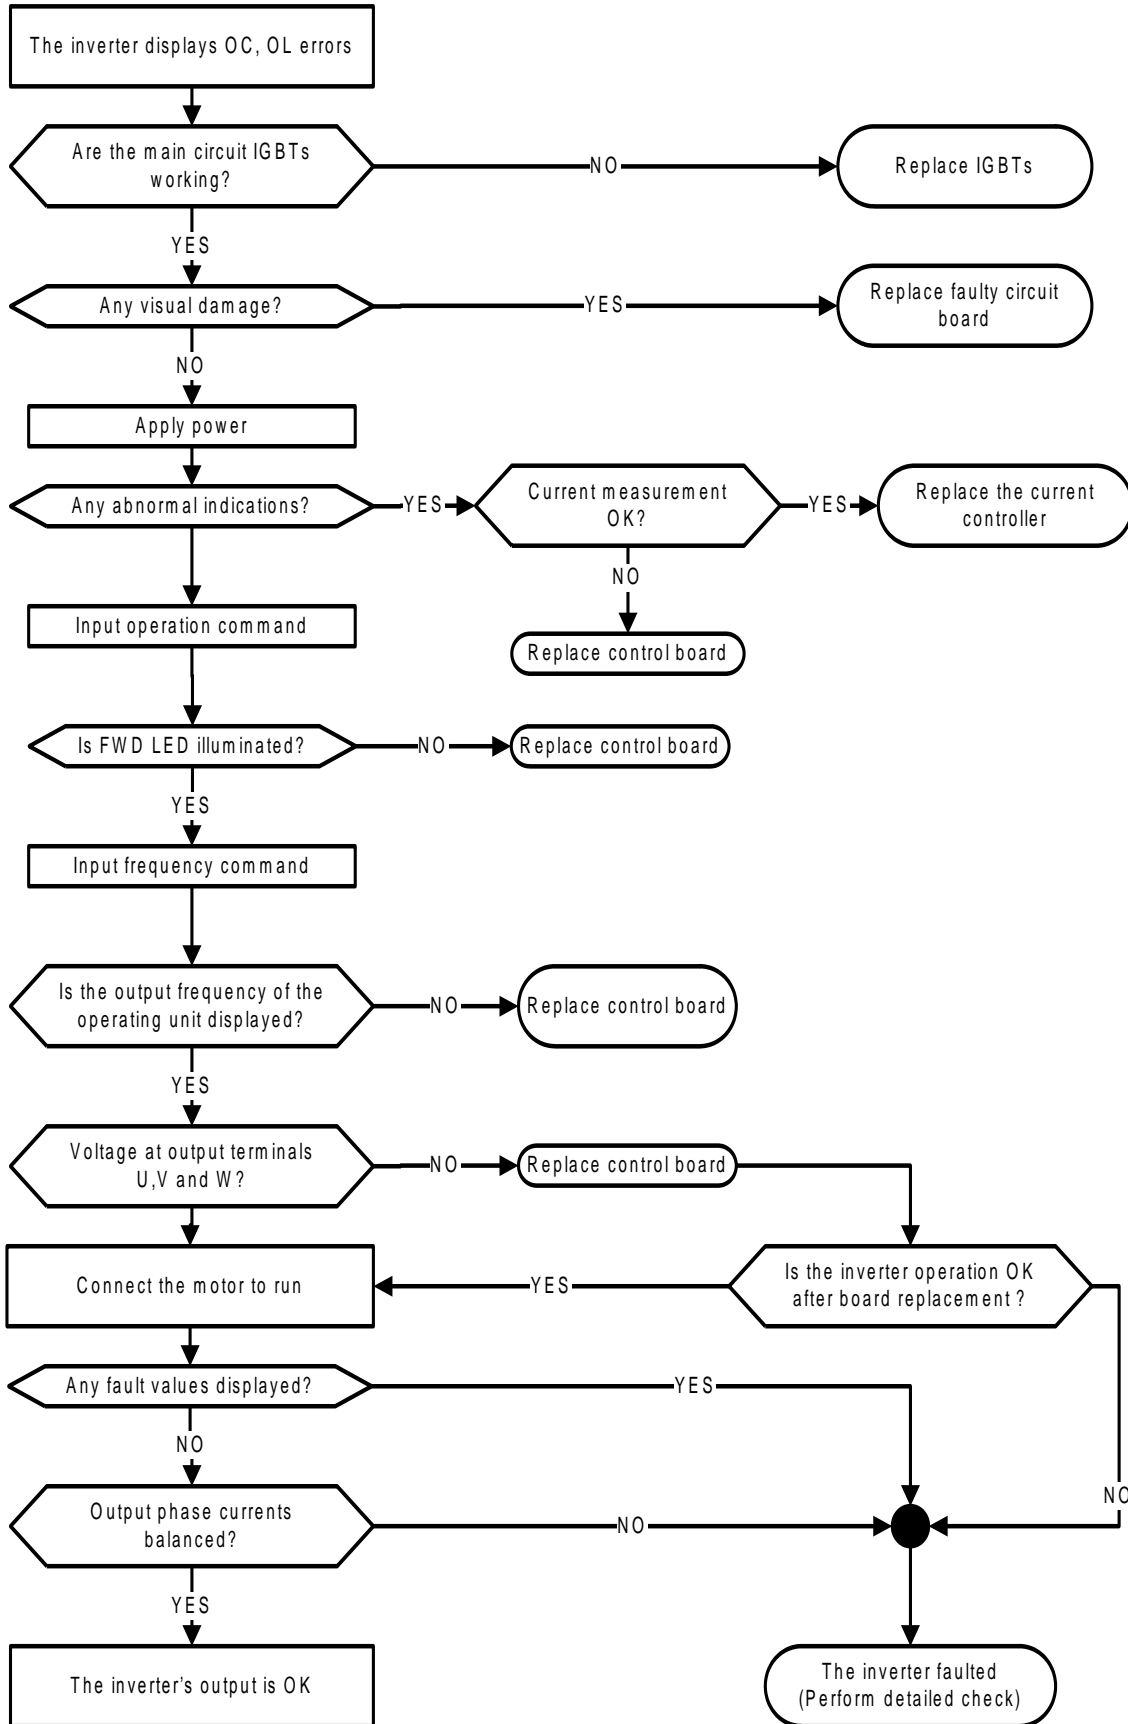 The inverter displays OC, OL errors
Are the main circuit IGBTs
working?
NO
Replace IGBTs
YES
Any visual damage?
YES
Replace faulty circuit
board
NO
Apply power
Any abnormal indications?
YES
Current measurement
OK?
YES
Replace the current
controller
NO
Input operation command
Replace control board
Is FWD LED illuminated?
NO
Replace control board
YES
Input frequency command
Is the output frequency of the
operating unit displayed?
NO
Replace control board
YES
Voltage at output terminals
U,V and W?
NO
Replace control board
Connect the motor to run
YES
Is the inverter operation OK
after board replacement ?
Any fault values displayed?
YES
NO
NO
Output phase currents
balanced?
NO
YES
The inverter’s output is OK
The inverter faulted
(Perform detailed check)